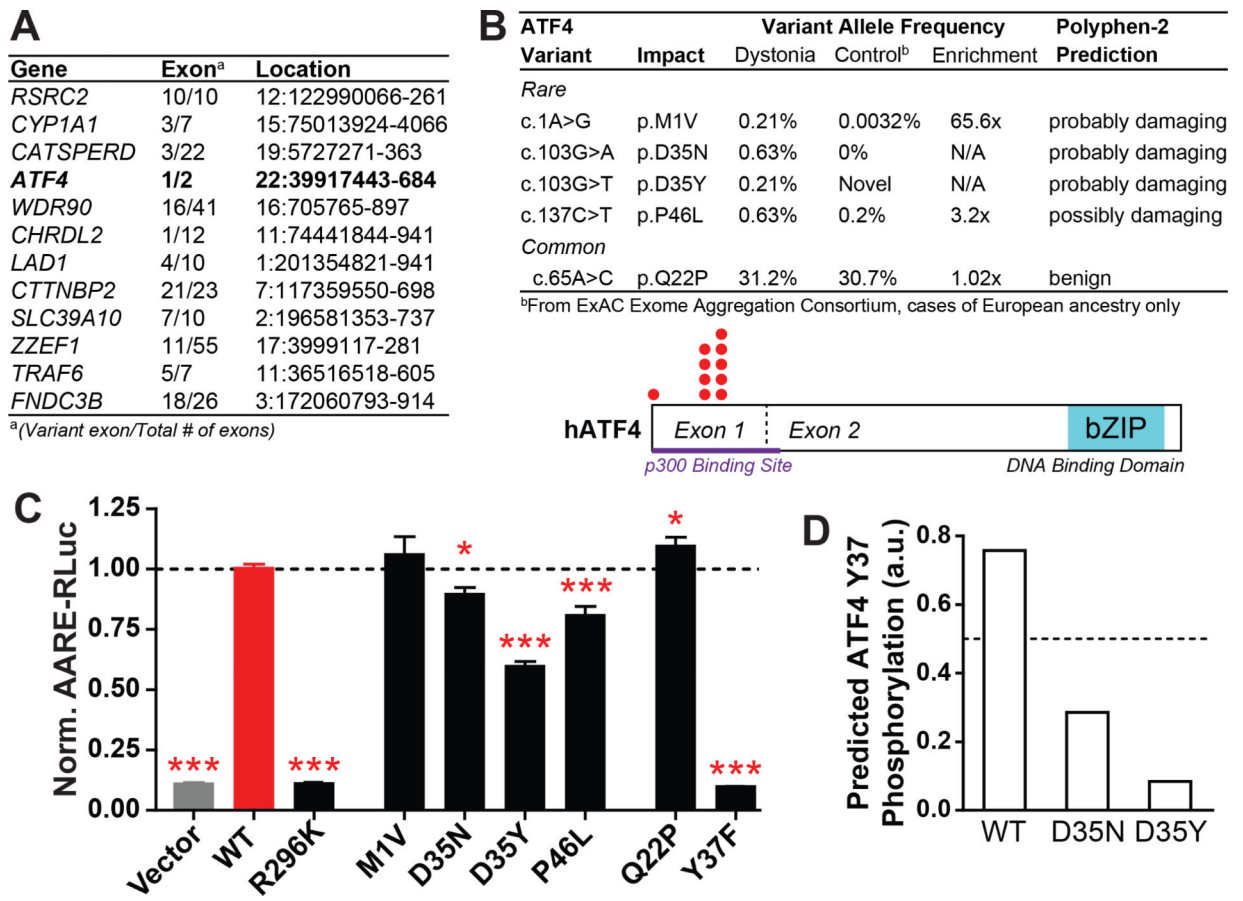 A
Gene Exonᵃ Location
RSRC2 10/10 12:122990066-261
CYP1A1 3/7 15:75013924-4066
CATSPERD 3/22 19:5727271-363
ATF4 1/2 22:39917443-684
WDR90 16/41 16:705765-897
CHRDL2 1/12 11:74441844-941
LAD1 4/10 1:201354821-941
CTTNBP2 21/23 7:117359550-698
SLC39A10 7/10 2:196581353-737
ZZEF1 11/55 17:3999117-281
TRAF6 5/7 11:36516518-605
FNDC3B 18/26 3:172060793-914
ᵃ(Variant exon/Total # of exons)
B
ATF4 Variant Allele Frequency Polyphen-2
Variant Impact Dystonia Controlᵇ Enrichment Prediction
Rare
c.1A>G p.M1V 0.21% 0.0032% 65.6x probably damaging
c.103G>A p.D35N 0.63% 0% N/A probably damaging
c.103G>T p.D35Y 0.21% Novel N/A probably damaging
c.137C>T p.P46L 0.63% 0.2% 3.2x possibly damaging
Common
c.65A>C p.Q22P 31.2% 30.7% 1.02x benign
ᵇFrom ExAC Exome Aggregation Consortium, cases of European ancestry only
hATF4 Exon 1 Exon 2 bZIP
p300 Binding Site DNA Binding Domain
C
Norm. AARE-RLuc
1.25
1.00
0.75
0.50
0.25
0.00
*** *** * *** *** * ***
Vector WT R296K M1V D35N D35Y P46L Q22P Y37F
D
Predicted ATF4 Y37
Phosphorylation (a.u.)
0.8
0.6
0.4
0.2
0.0
WT D35N D35Y